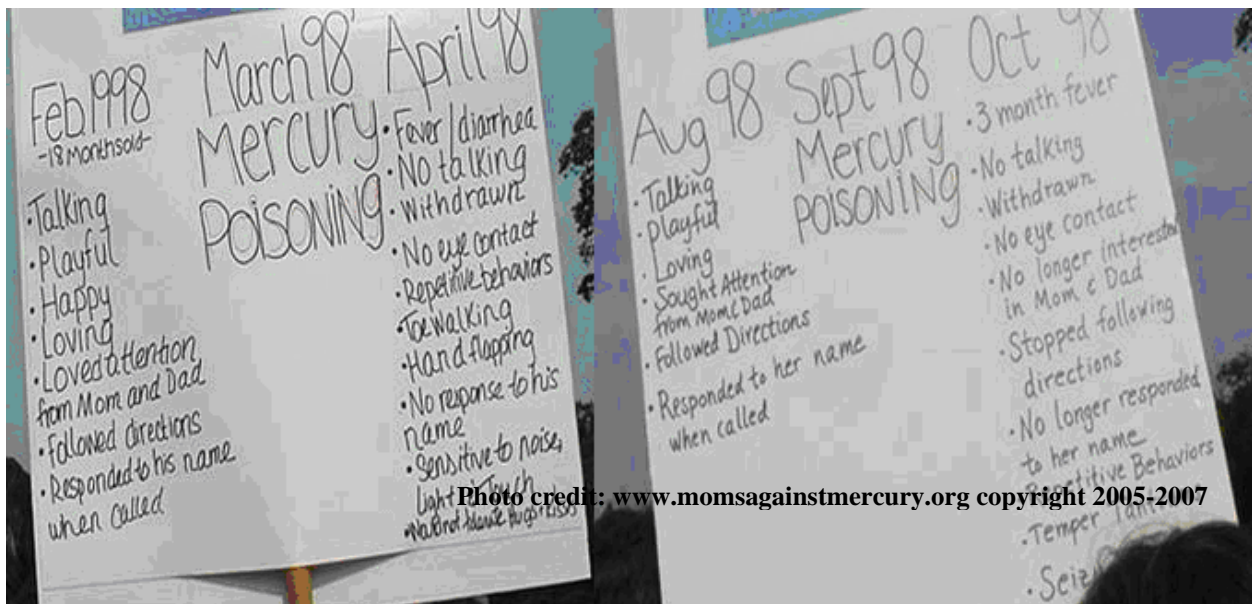 Feb 1998
-18 months old-
•Talking
•Playful
•Happy
•Loving
•Loved attention
from Mom and Dad
•Followed directions
•Responded to his name
when called
March 98
MERCURY
POISONING
April 98
•Fever/diarrhea
•No talking
•Withdrawn
•No eye contact
•Repetitive behaviors
•Toe walking
•Hand flapping
•No response to his
name
•Sensitive to noise,
Light Touch
Aug 98
•Talking
•Playful
•Loving
•Sought Attention
from Mom & Dad
•Followed Directions
•Responded to her name
when called
Sept 98
MERCURY
POISONING
Oct 98
•3 month fever
•No talking
•Withdrawn
•No eye contact
•No longer interested
in Mom & Dad
•Stopped following
directions
•No longer responded
to her name
•Repetitive Behaviors
•Temper
Photo credit: www.momsagainstmercury.org copyright 2005-2007